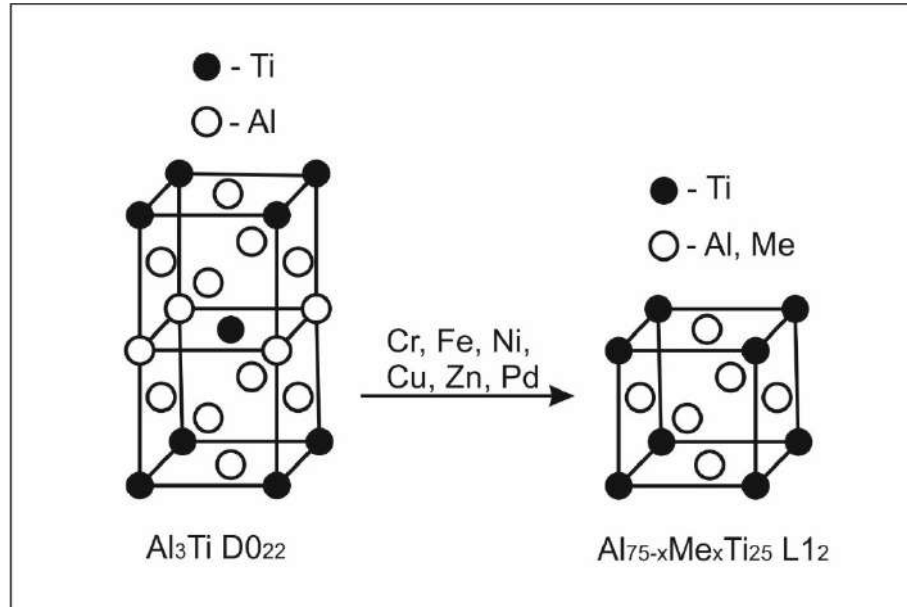 - Ti
- Al
- Ti
- Al, Me
Cr, Fe, Ni,
Cu, Zn, Pd
Al₃Ti D0₂₂
Al₇₅₋ₓMeₓTi₂₅ L1₂